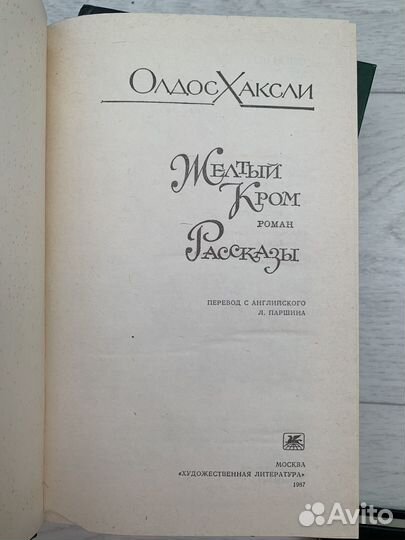 Олдос Хаксли
Желтый
Кром
роман
Рассказы
ПЕРЕВОД С АНГЛИЙСКОГО
Л. ПАРШИНА
МОСКВА
«ХУДОЖЕСТВЕННАЯ ЛИТЕРАТУРА»
1987
Avito